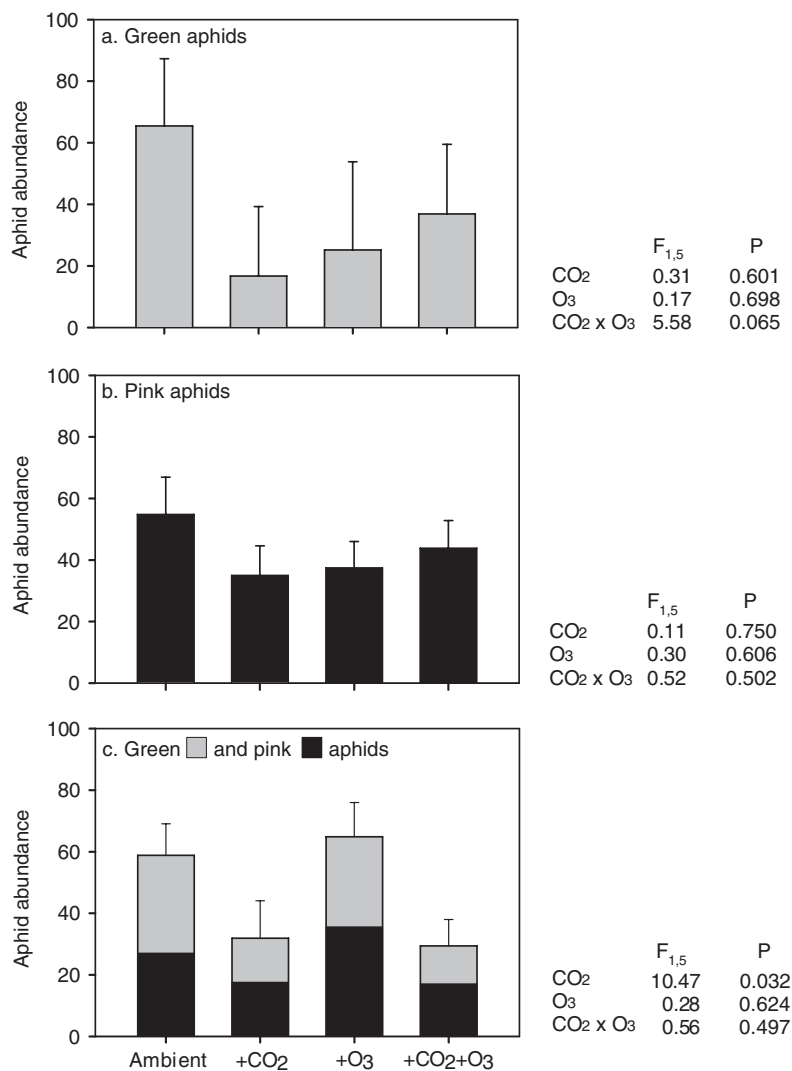 100
a. Green aphids
80
60
40
20
0
Aphid abundance
F1,5 P
CO2 0.31 0.601
O3 0.17 0.698
CO2 x O3 5.58 0.065
100
b. Pink aphids
80
60
40
20
0
Aphid abundance
F1,5 P
CO2 0.11 0.750
O3 0.30 0.606
CO2 x O3 0.52 0.502
100
c. Green and pink aphids
80
60
40
20
0
Aphid abundance
F1,5 P
CO2 10.47 0.032
O3 0.28 0.624
CO2 x O3 0.56 0.497
Ambient +CO2 +O3 +CO2+O3